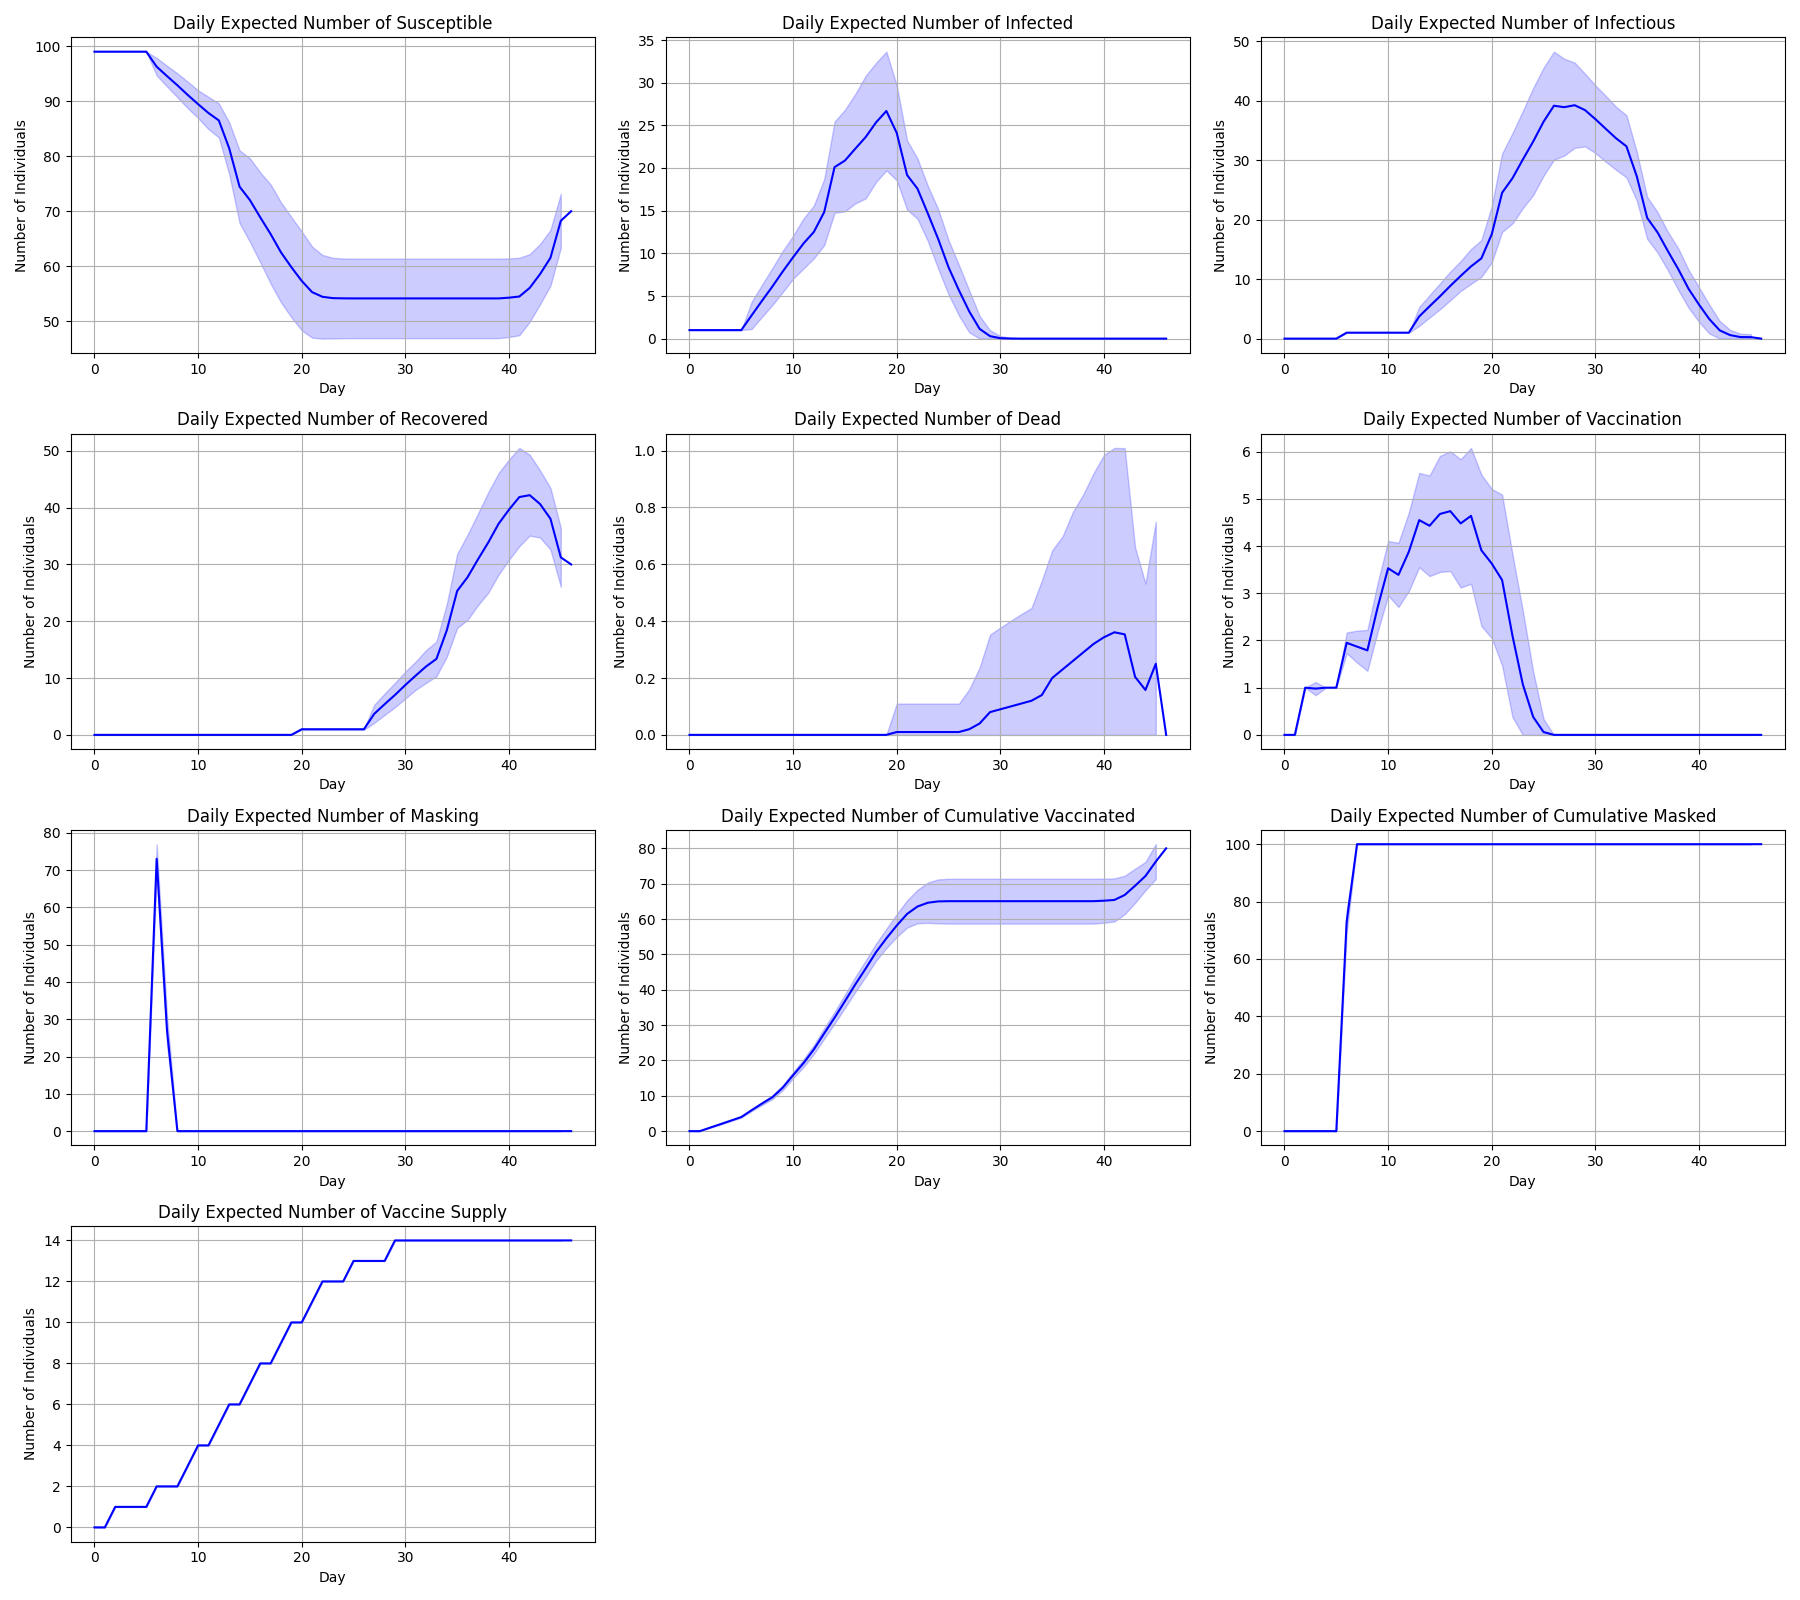 Daily Expected Number of Susceptible
Number of Individuals
100
90
80
70
60
50
0 10 20 30 40
Day
Daily Expected Number of Infected
Number of Individuals
35
30
25
20
15
10
5
0
0 10 20 30 40
Day
Daily Expected Number of Infectious
Number of Individuals
50
40
30
20
10
0
0 10 20 30 40
Day
Daily Expected Number of Recovered
Number of Individuals
50
40
30
20
10
0
0 10 20 30 40
Day
Daily Expected Number of Dead
Number of Individuals
1.0
0.8
0.6
0.4
0.2
0.0
0 10 20 30 40
Day
Daily Expected Number of Vaccination
Number of Individuals
6
5
4
3
2
1
0
0 10 20 30 40
Day
Daily Expected Number of Masking
Number of Individuals
80
70
60
50
40
30
20
10
0
0 10 20 30 40
Day
Daily Expected Number of Cumulative Vaccinated
Number of Individuals
80
70
60
50
40
30
20
10
0
0 10 20 30 40
Day
Daily Expected Number of Cumulative Masked
Number of Individuals
100
80
60
40
20
0
0 10 20 30 40
Day
Daily Expected Number of Vaccine Supply
Number of Individuals
14
12
10
8
6
4
2
0
0 10 20 30 40
Day